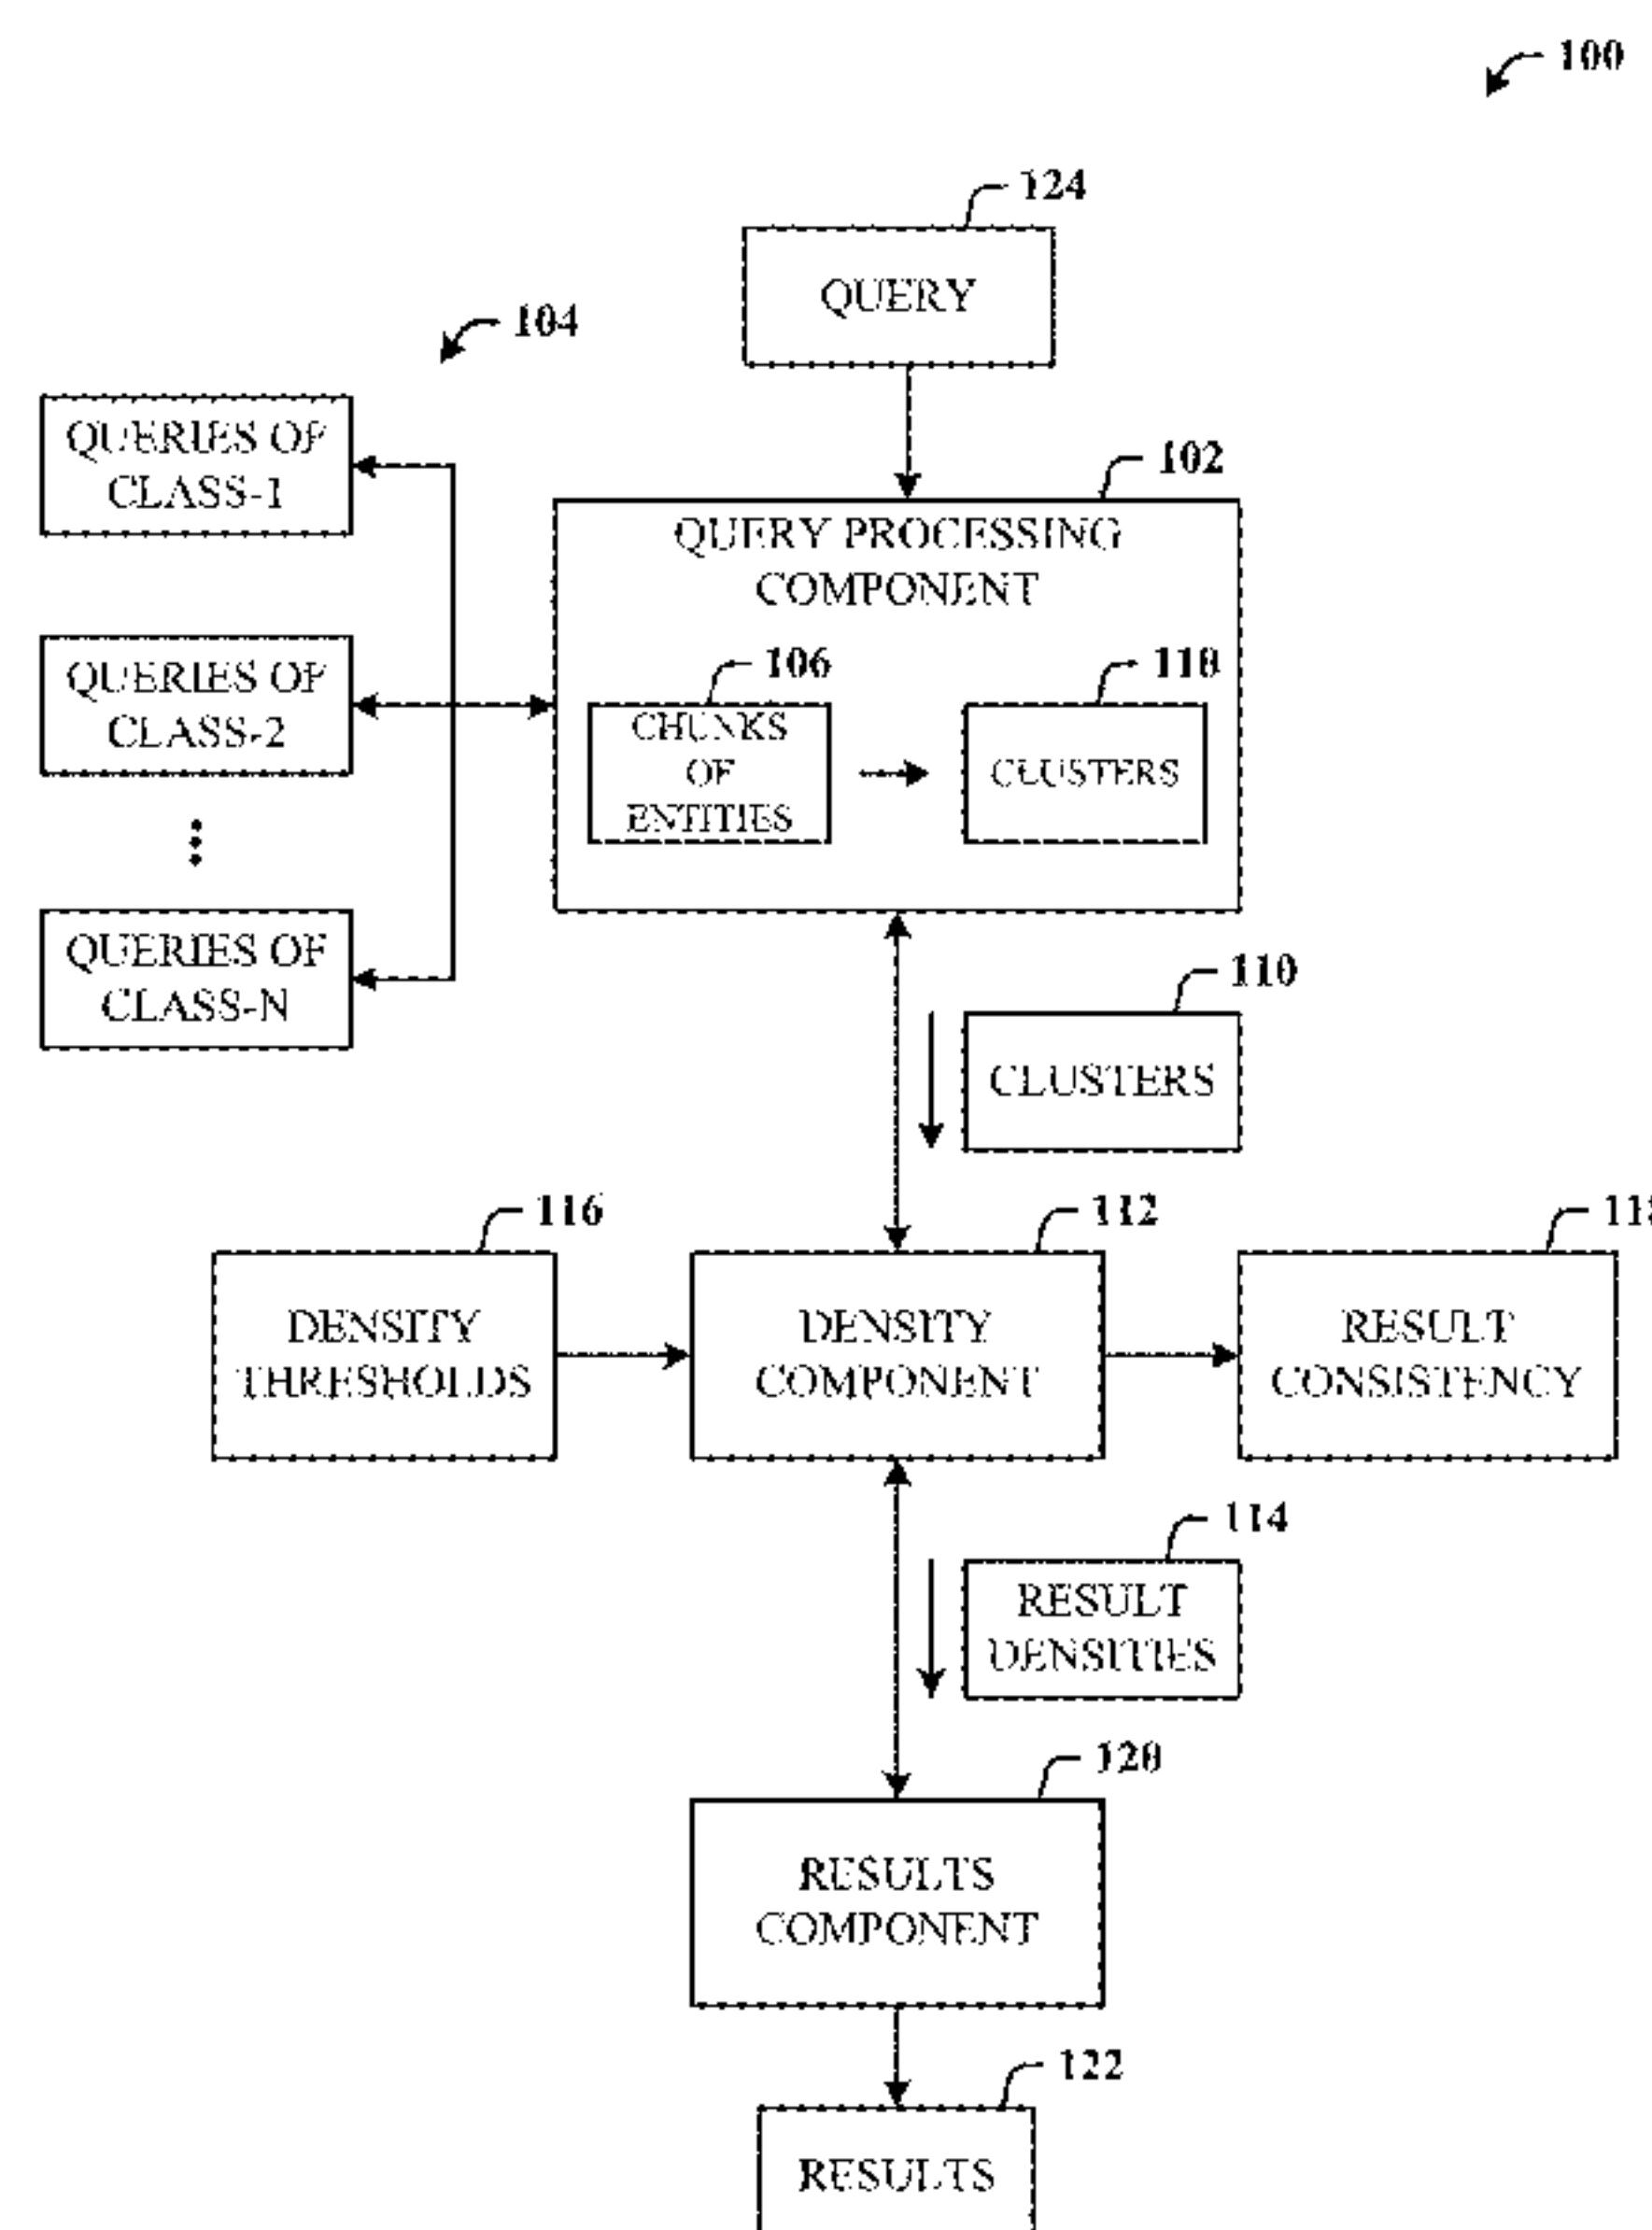 100
124
QUERY
104
QUERIES OF
CLASS-1
102
QUERY PROCESSING
COMPONENT
QUERIES OF
CLASS-2
106
CHUNKS
OF
ENTITIES
110
CLUSTERS
QUERIES OF
CLASS-N
110
CLUSTERS
116
DENSITY
THRESHOLDS
112
DENSITY
COMPONENT
RESULT
CONSISTENCY
114
RESULT
DENSITIES
120
RESULTS
COMPONENT
122
RESULTS